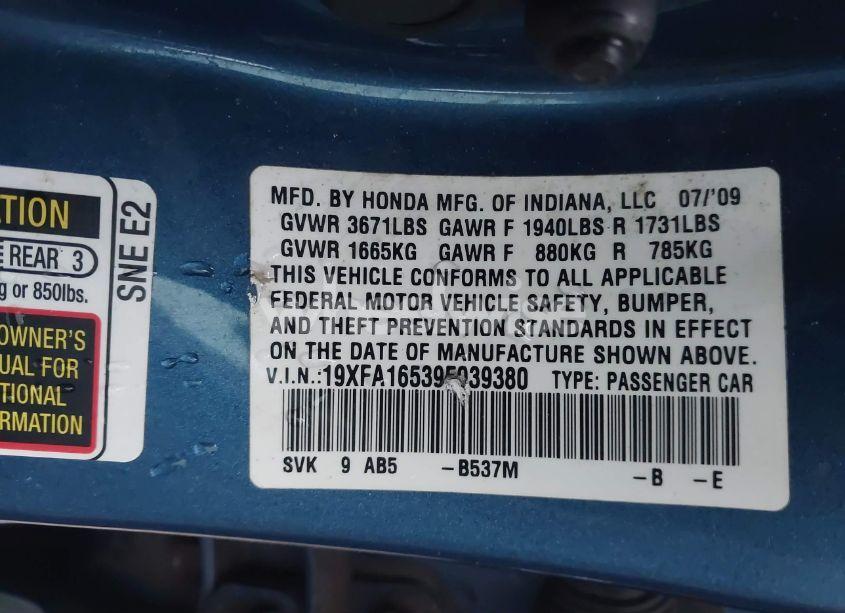 ATION
E REAR 3
g or 850lbs.
OWNER'S
UAL FOR
TIONAL
ORMATION
SNE E2
MFD. BY HONDA MFG. OF INDIANA, LLC 07/'09
GVWR 3671LBS GAWR F 1940LBS R 1731LBS
GVWR 1665KG GAWR F 880KG R 785KG
THIS VEHICLE CONFORMS TO ALL APPLICABLE
FEDERAL MOTOR VEHICLE SAFETY, BUMPER,
AND THEFT PREVENTION STANDARDS IN EFFECT
ON THE DATE OF MANUFACTURE SHOWN ABOVE.
V.I.N.:19XFA16539E039380 TYPE: PASSENGER CAR
SVK 9 AB5 -B537M -B -E